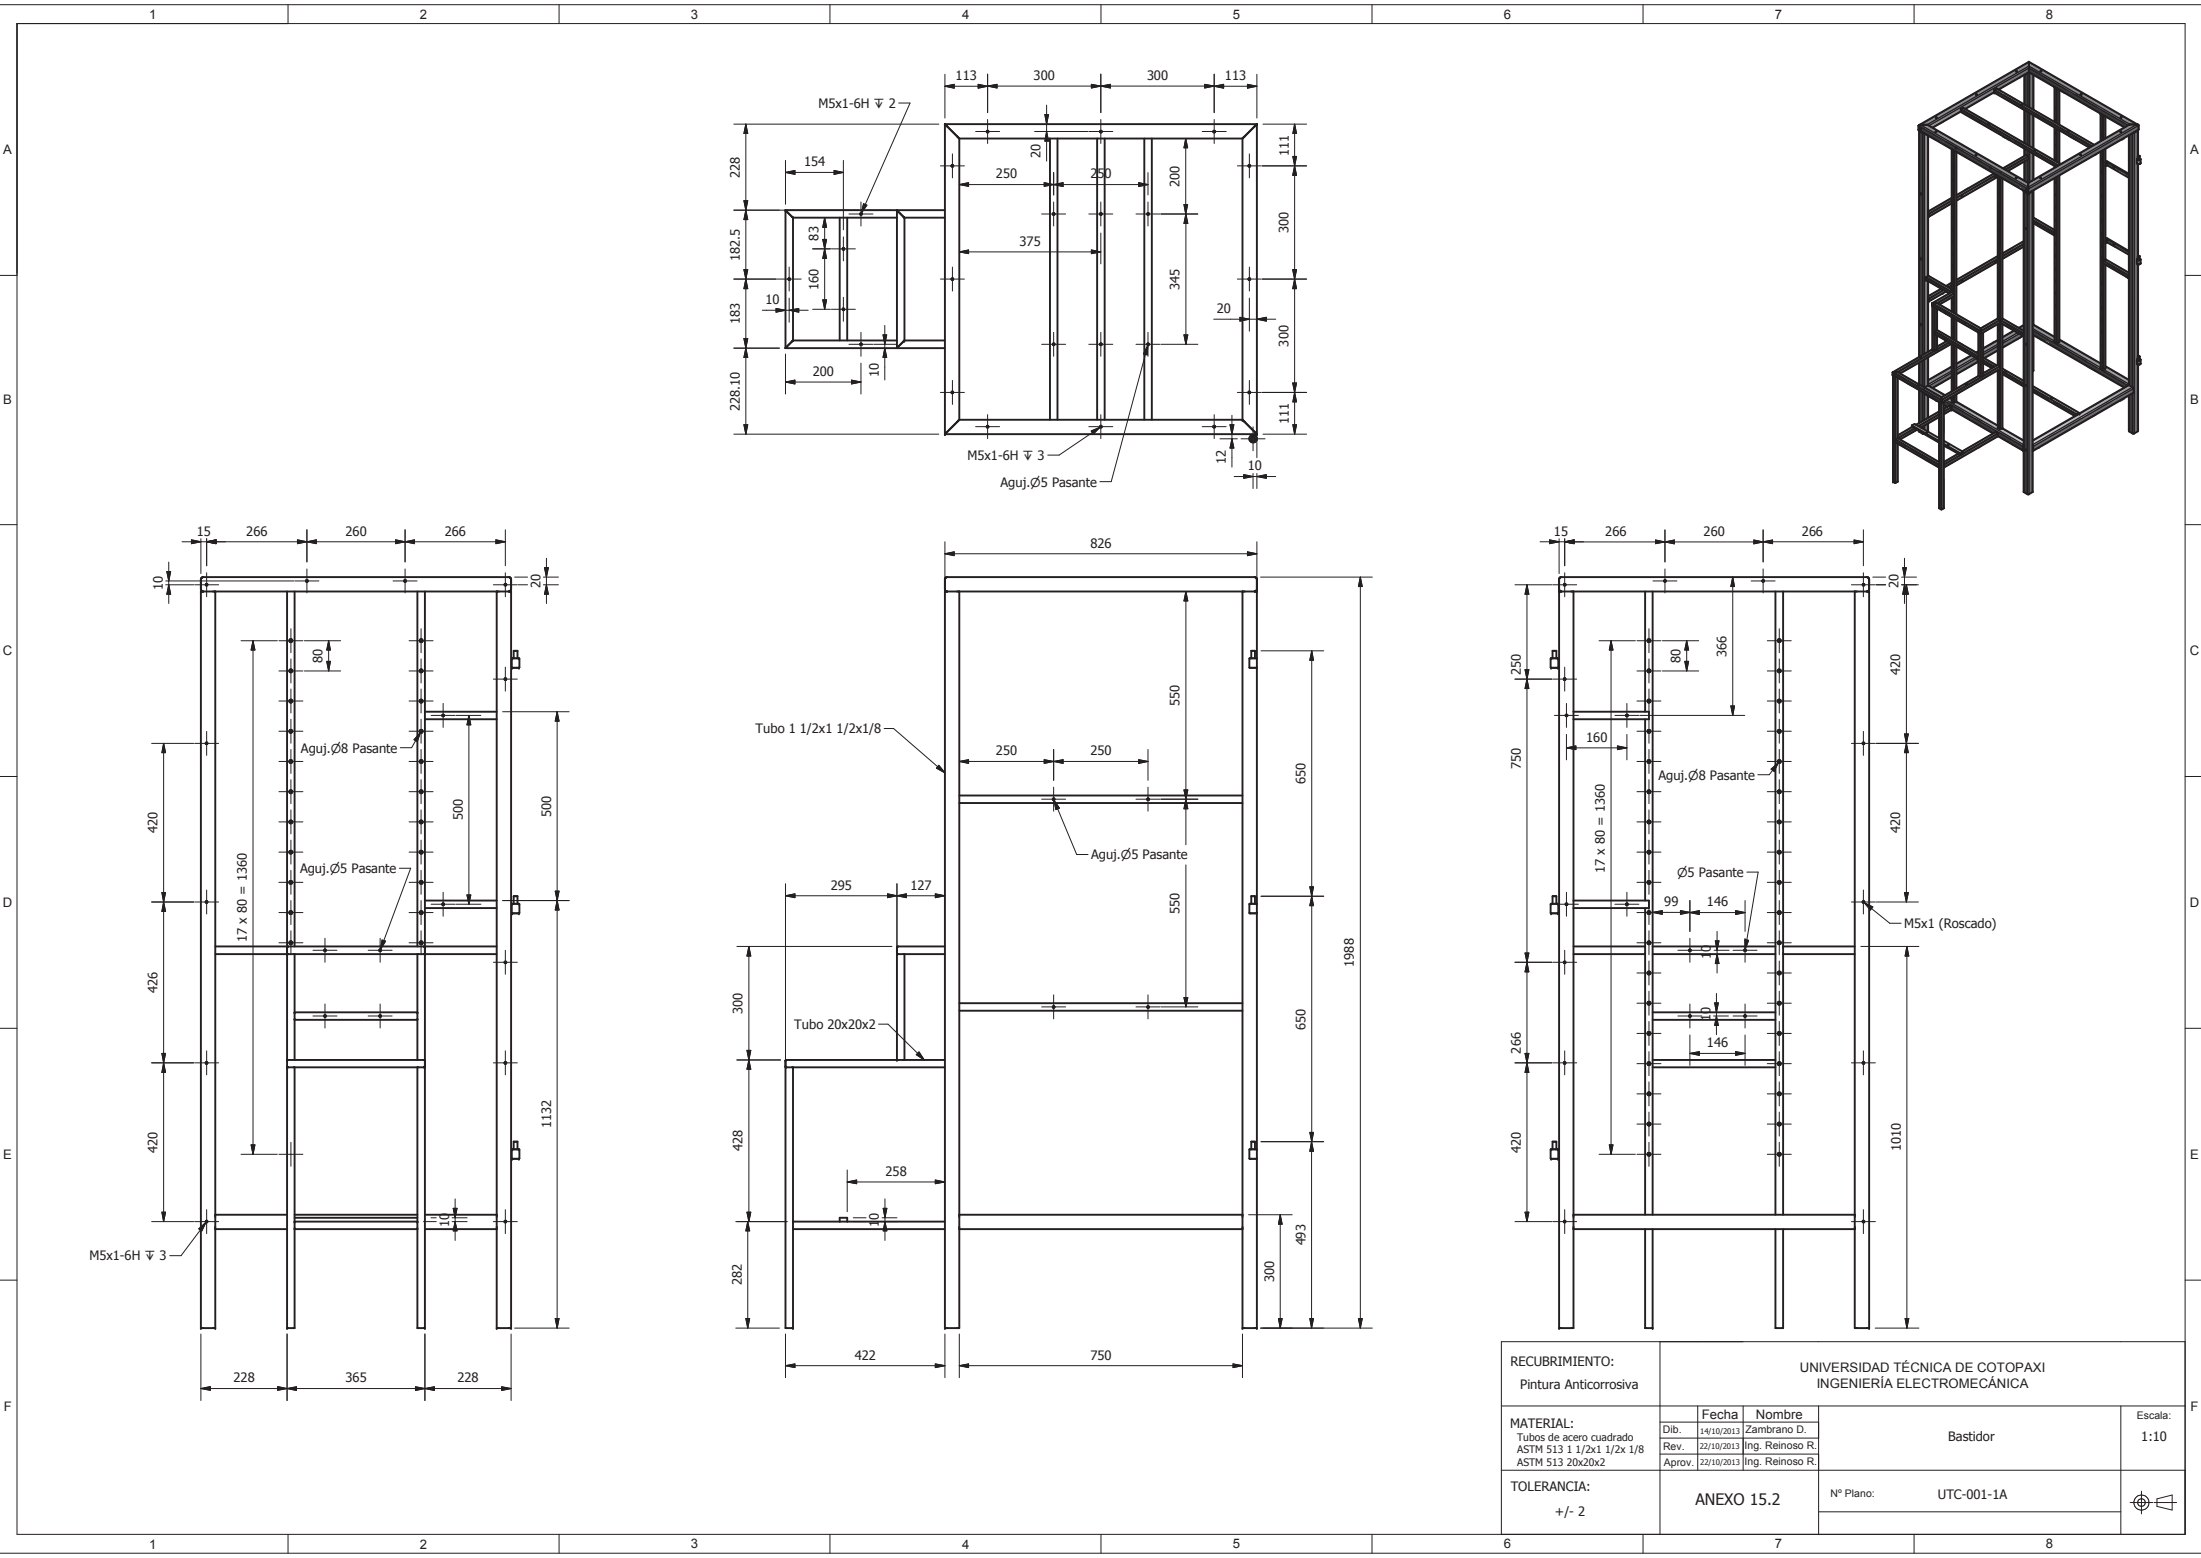 1 2 3 4 5 6 7 8
A A
B B
C C
D D
E E
F F
113 300 300 113
M5x1-6H ↧ 2
228
182.5
183
228.10
154
83
160
10
200
10
20
250 250
375
200
345
20
111
300
300
111
12
10
M5x1-6H ↧ 3
Aguj.Ø5 Pasante
15 266 260 266
10
20
80
Aguj.Ø8 Pasante
500
500
420
17 x 80 = 1360
Aguj.Ø5 Pasante
426
420
1132
10
M5x1-6H ↧ 3
228 365 228
826
Tubo 1 1/2x1 1/2x1/8
550
250 250
650
Aguj.Ø5 Pasante
295 127
550
1988
300
Tubo 20x20x2
650
428
258
10
282
300
493
422 750
15 266 260 266
20
250
80
366
420
160
750
Aguj.Ø8 Pasante
17 x 80 = 1360
420
Ø5 Pasante
99 146
10
M5x1 (Roscado)
10
146
266
420
1010
RECUBRIMIENTO:
Pintura Anticorrosiva
UNIVERSIDAD TÉCNICA DE COTOPAXI
INGENIERÍA ELECTROMECÁNICA
MATERIAL:
Tubos de acero cuadrado
ASTM 513 1 1/2x1 1/2x 1/8
ASTM 513 20x20x2
Fecha Nombre
Dib. 14/10/2013 Zambrano D.
Rev. 22/10/2013 Ing. Reinoso R.
Aprov. 22/10/2013 Ing. Reinoso R.
Bastidor
Escala:
1:10
TOLERANCIA:
+/- 2
ANEXO 15.2
Nº Plano: UTC-001-1A
1 2 3 4 5 6 7 8